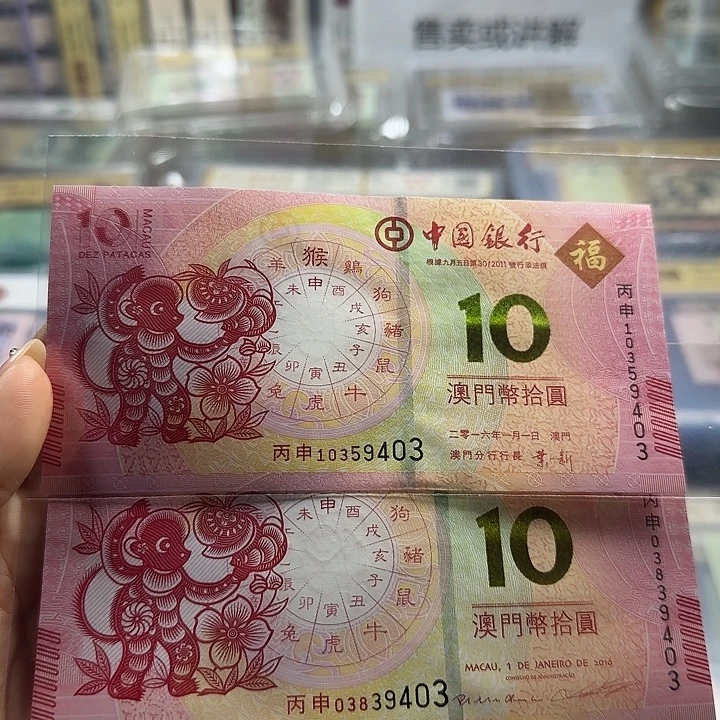 售卖或讲解
10
MACAU
DEZ PATACAS
中國銀行
根據九月五日第30/2011號行政法規
福
羊 猴 鷄 狗 豬 鼠 牛 虎 兔
未 申 酉 戌 亥 子 丑 寅 卯 辰
10
澳門幣拾圓
二零一六年一月一日 澳門
澳門分行行長
丙申10359403
丙申10359403
狗 豬 鼠 牛 虎 兔
未 申 酉 戌 亥 子 丑 寅 卯 辰
10
澳門幣拾圓
MACAU, 1 DE JANEIRO DE 2016
CONSELHO DE ADMINISTRAÇÃO
丙申03839403
丙申03839403